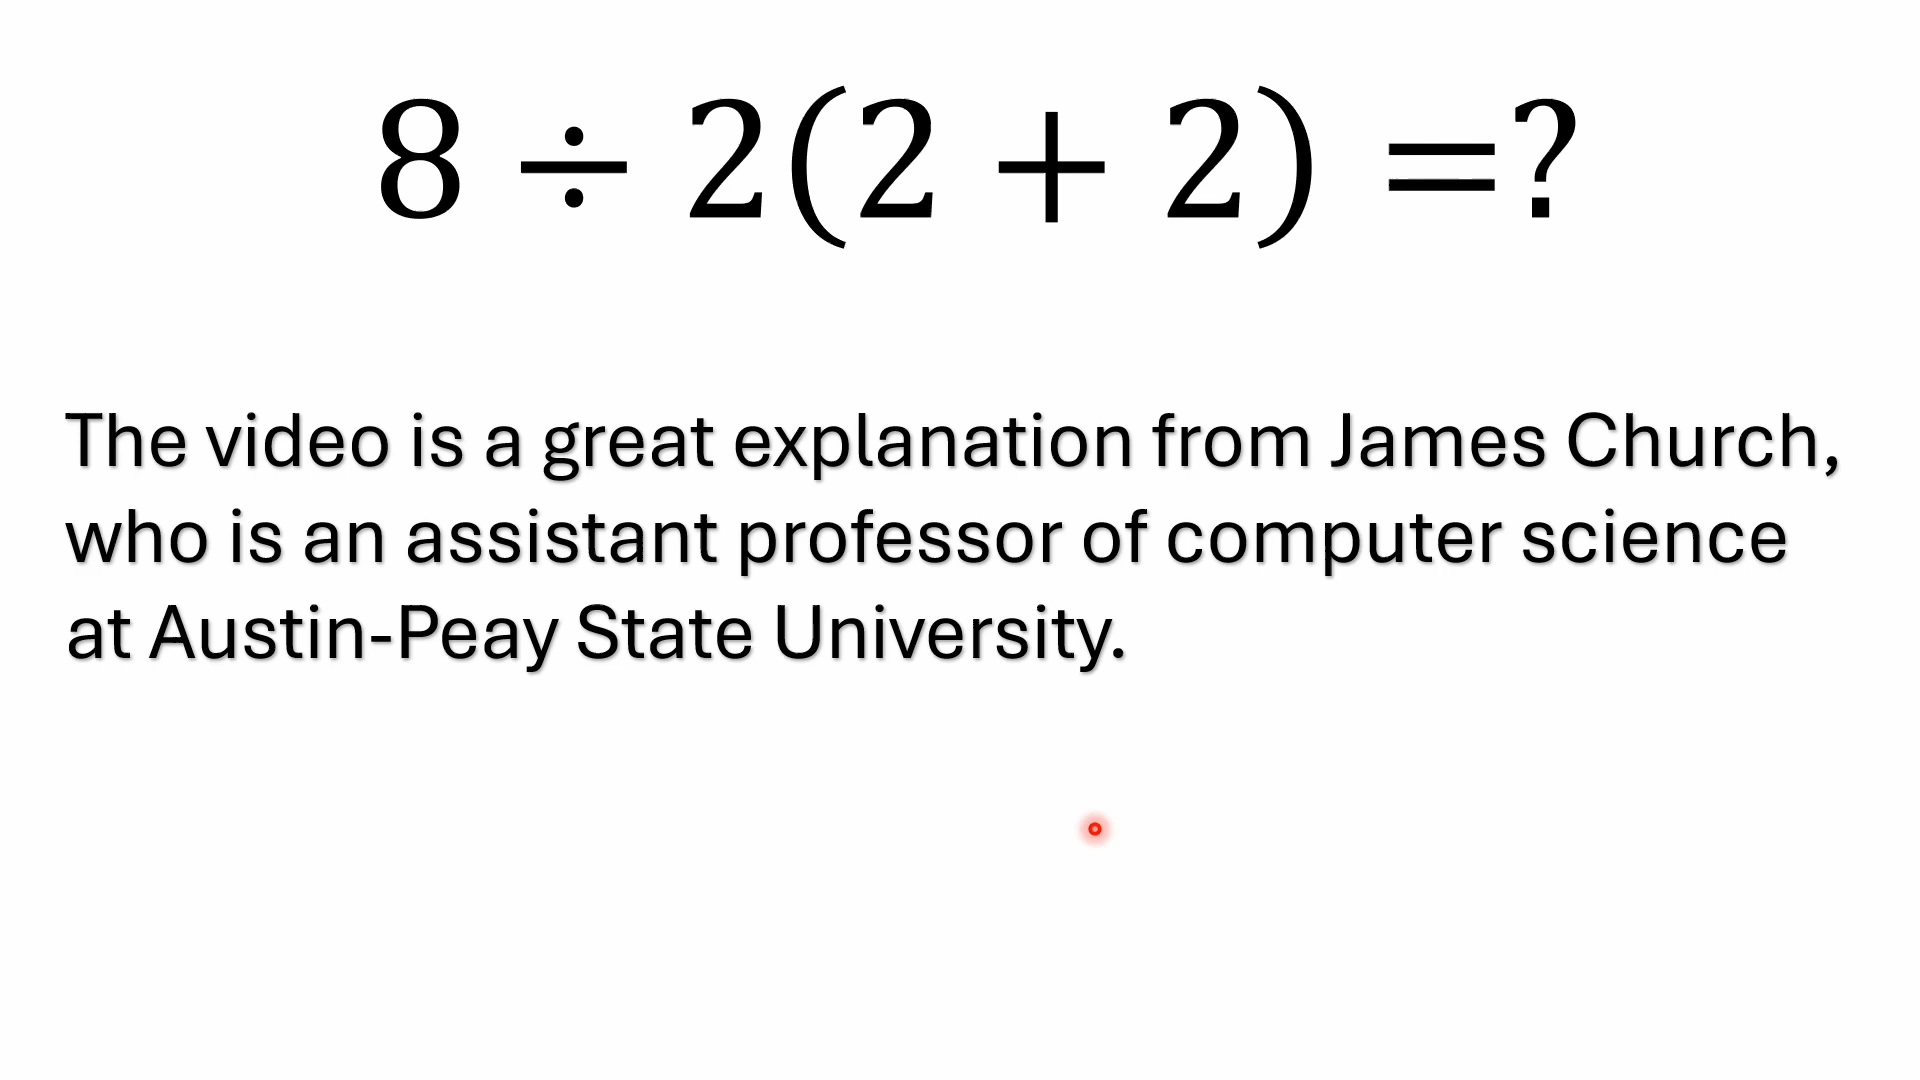 8 ÷ 2(2 + 2) =?
The video is a great explanation from James Church,
who is an assistant professor of computer science
at Austin-Peay State University.